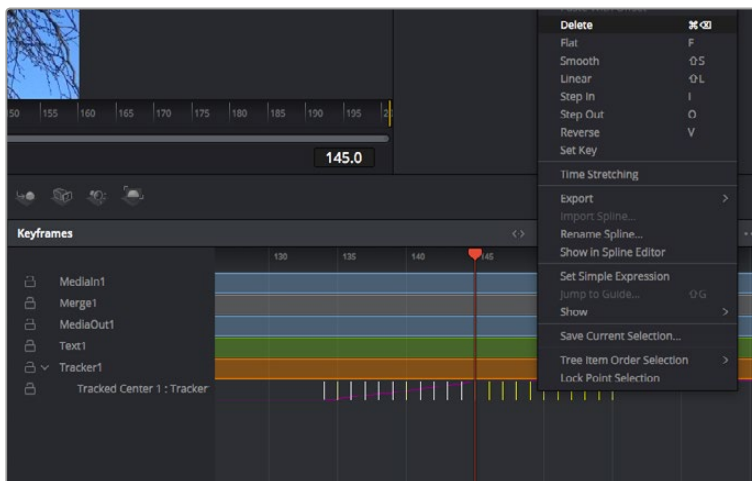 Delete ⌘⌫
Flat F
Smooth ⇧S
Linear ⇧L
Step In I
Step Out O
Reverse V
Set Key
Time Stretching
Export >
Import Spline...
Rename Spline...
Show in Spline Editor
Set Simple Expression
Jump to Guide... ⇧G
Show >
Save Current Selection...
Tree Item Order Selection >
Lock Point Selection
155 160 165 170 175 180 185 190 195
145.0
Keyframes
130 135 140 145
MediaIn1
Merge1
MediaOut1
Text1
Tracker1
Tracked Center 1 : Tracker